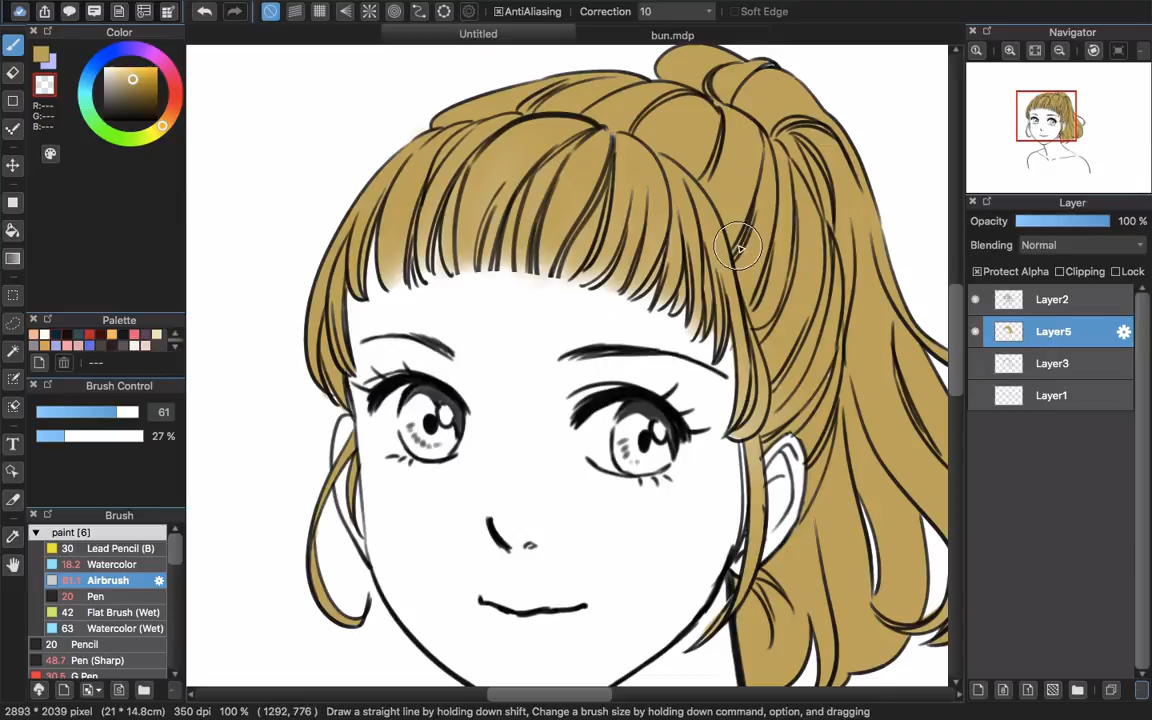 AntiAliasing Correction 10 Soft Edge
Color
Untitled
bun.mdp
Navigator
R:---
G:---
B:---
Layer
Opacity 100 %
Blending Normal
Protect Alpha Clipping Lock
Layer2
Layer5
Layer3
Layer1
Palette
---
Brush Control
61
27 %
Brush
paint [6]
30 Lead Pencil (B)
18.2 Watercolor
61.1 Airbrush
20 Pen
42 Flat Brush (Wet)
63 Watercolor (Wet)
20 Pencil
48.7 Pen (Sharp)
30.5 G Pen
T
2893 * 2039 pixel (21 * 14.8cm) 350 dpi 100 % ( 1292, 776 ) Draw a straight line by holding down shift, Change a brush size by holding down command, option, and dragging